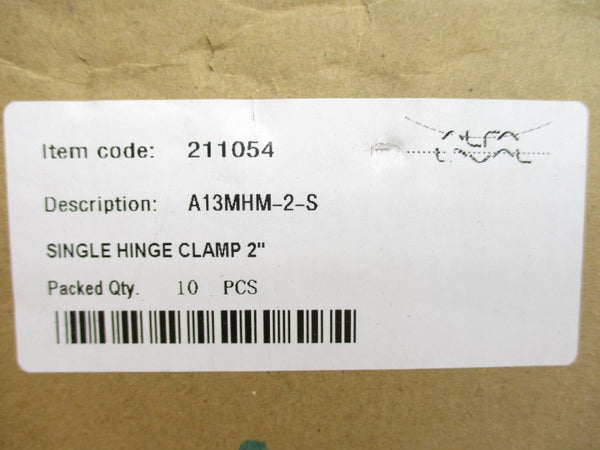 Item code: 211054
Description: A13MHM-2-S
SINGLE HINGE CLAMP 2"
Packed Qty. 10 PCS